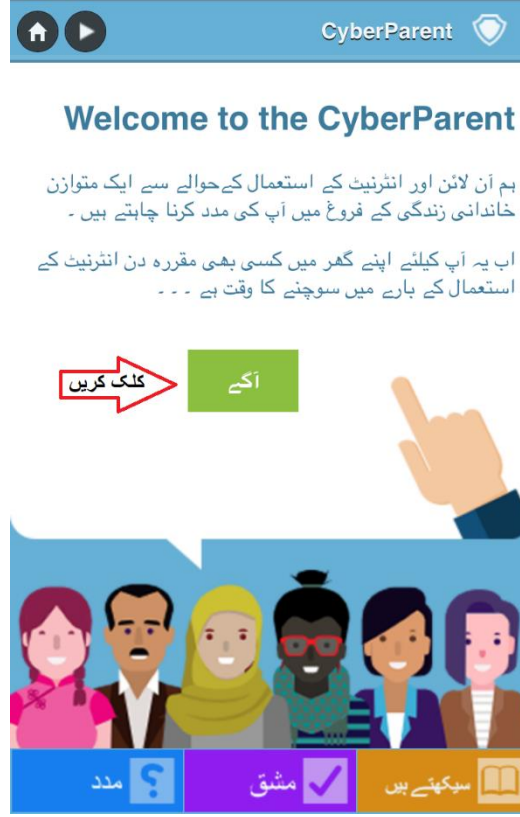 CyberParent
Welcome to the CyberParent
ہم آن لائن اور انٹرنیٹ کے استعمال کےحوالے سے ایک متوازن
خاندانی زندگی کے فروغ میں آپ کی مدد کرنا چاہتے ہیں ۔
اب یہ آپ کیلئے اپنے گھر میں کسی بھی مقررہ دن انٹرنیٹ کے
استعمال کے بارے میں سوچنے کا وقت ہے ۔ ۔ ۔
آگے
کلک کریں
سیکھتے ہیں
مشق
مدد